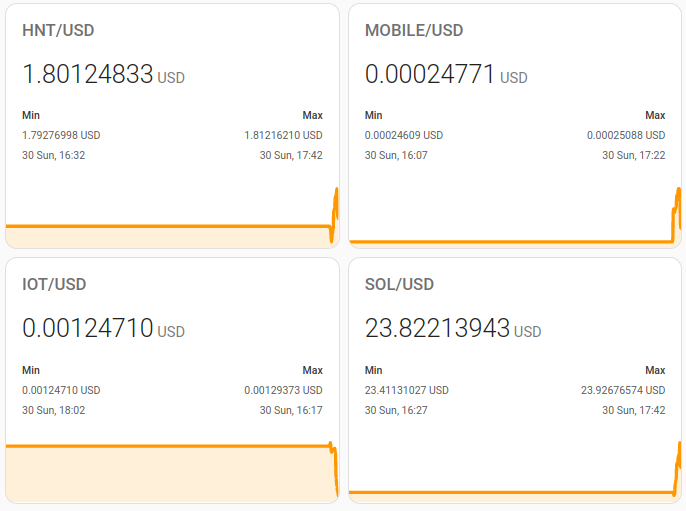 HNT/USD
1.80124833 USD
Min Max
1.79276998 USD 1.81216210 USD
30 Sun, 16:32 30 Sun, 17:42
MOBILE/USD
0.00024771 USD
Min Max
0.00024609 USD 0.00025088 USD
30 Sun, 16:07 30 Sun, 17:22
IOT/USD
0.00124710 USD
Min Max
0.00124710 USD 0.00129373 USD
30 Sun, 18:02 30 Sun, 16:17
SOL/USD
23.82213943 USD
Min Max
23.41131027 USD 23.92676574 USD
30 Sun, 16:27 30 Sun, 17:42